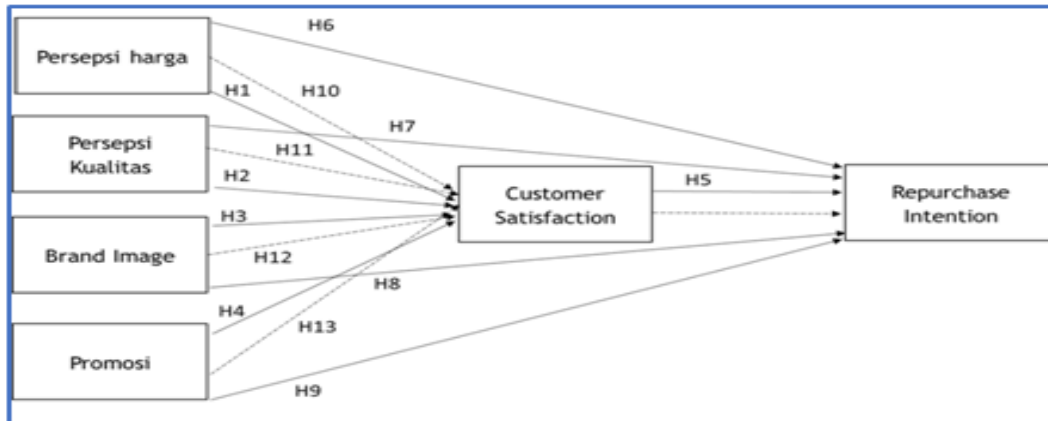 H6
Persepsi harga
H10
H1
H7
Persepsi
Kualitas
H11
H2
Customer
Satisfaction
H5
Repurchase
Intention
H3
Brand Image
H12
H8
H4
H13
Promosi
H9